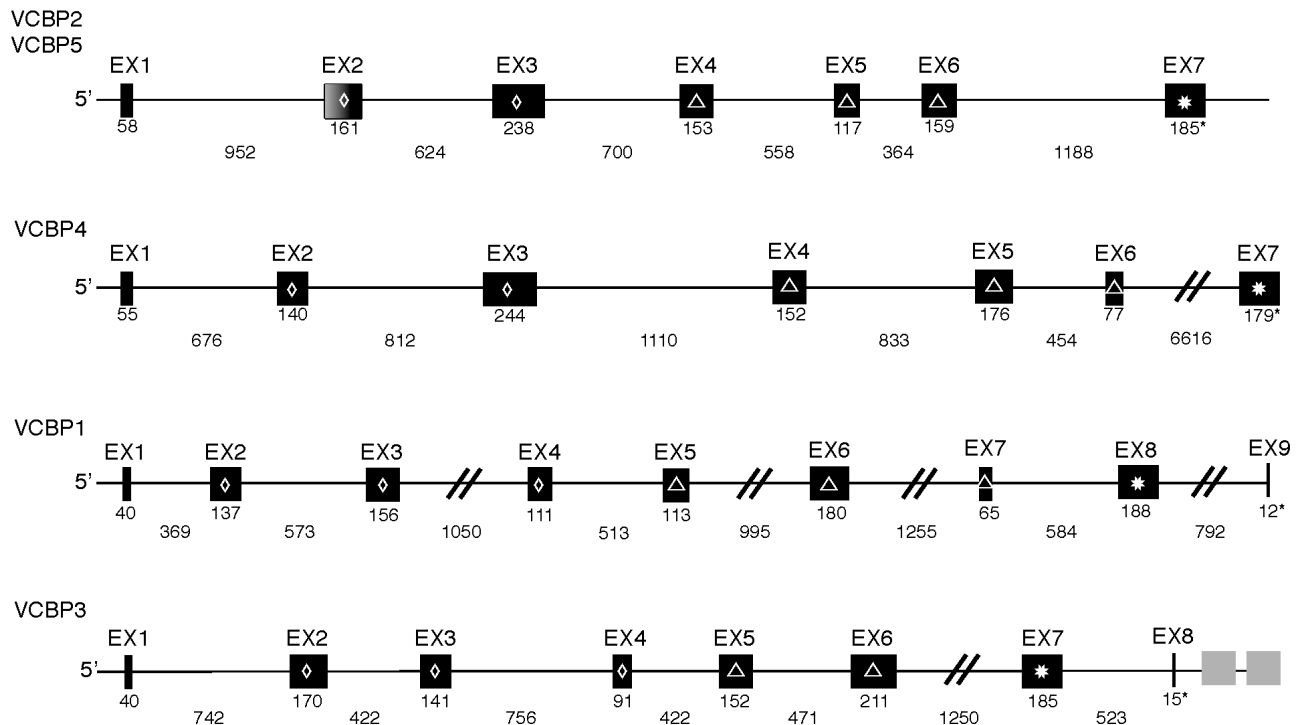 VCBP2
VCBP5
EX1 EX2 EX3 EX4 EX5 EX6 EX7
5'
58 161 238 153 117 159 185*
952 624 700 558 364 1188
VCBP4
EX1 EX2 EX3 EX4 EX5 EX6 EX7
5'
55 140 244 152 176 77 179*
676 812 1110 833 454 6616
VCBP1
EX1 EX2 EX3 EX4 EX5 EX6 EX7 EX8 EX9
5'
40 137 156 111 113 180 65 188 12*
369 573 1050 513 995 1255 584 792
VCBP3
EX1 EX2 EX3 EX4 EX5 EX6 EX7 EX8
5'
40 170 141 91 152 211 185 15*
742 422 756 422 471 1250 523